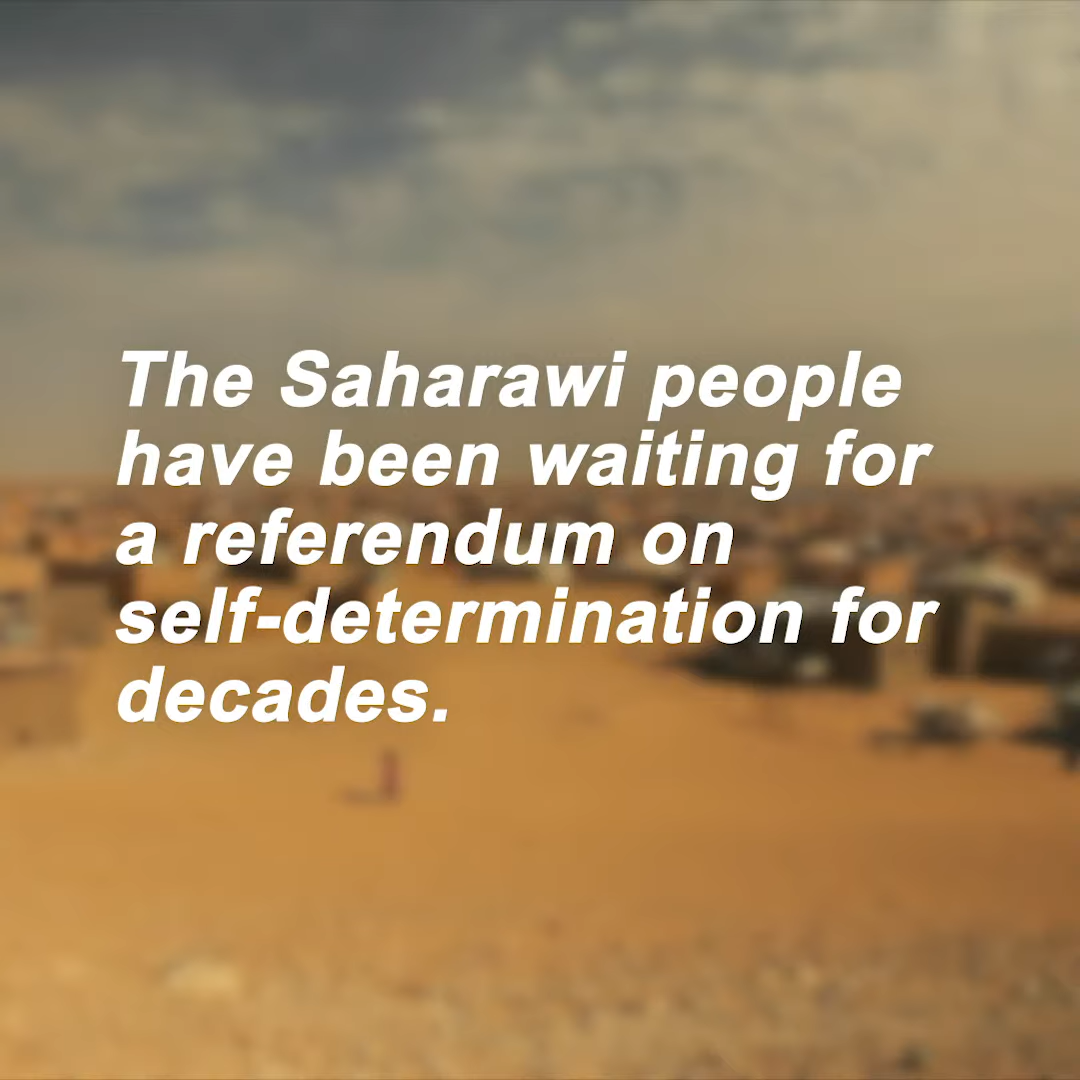 The Saharawi people
have been waiting for
a referendum on
self-determination for
decades.